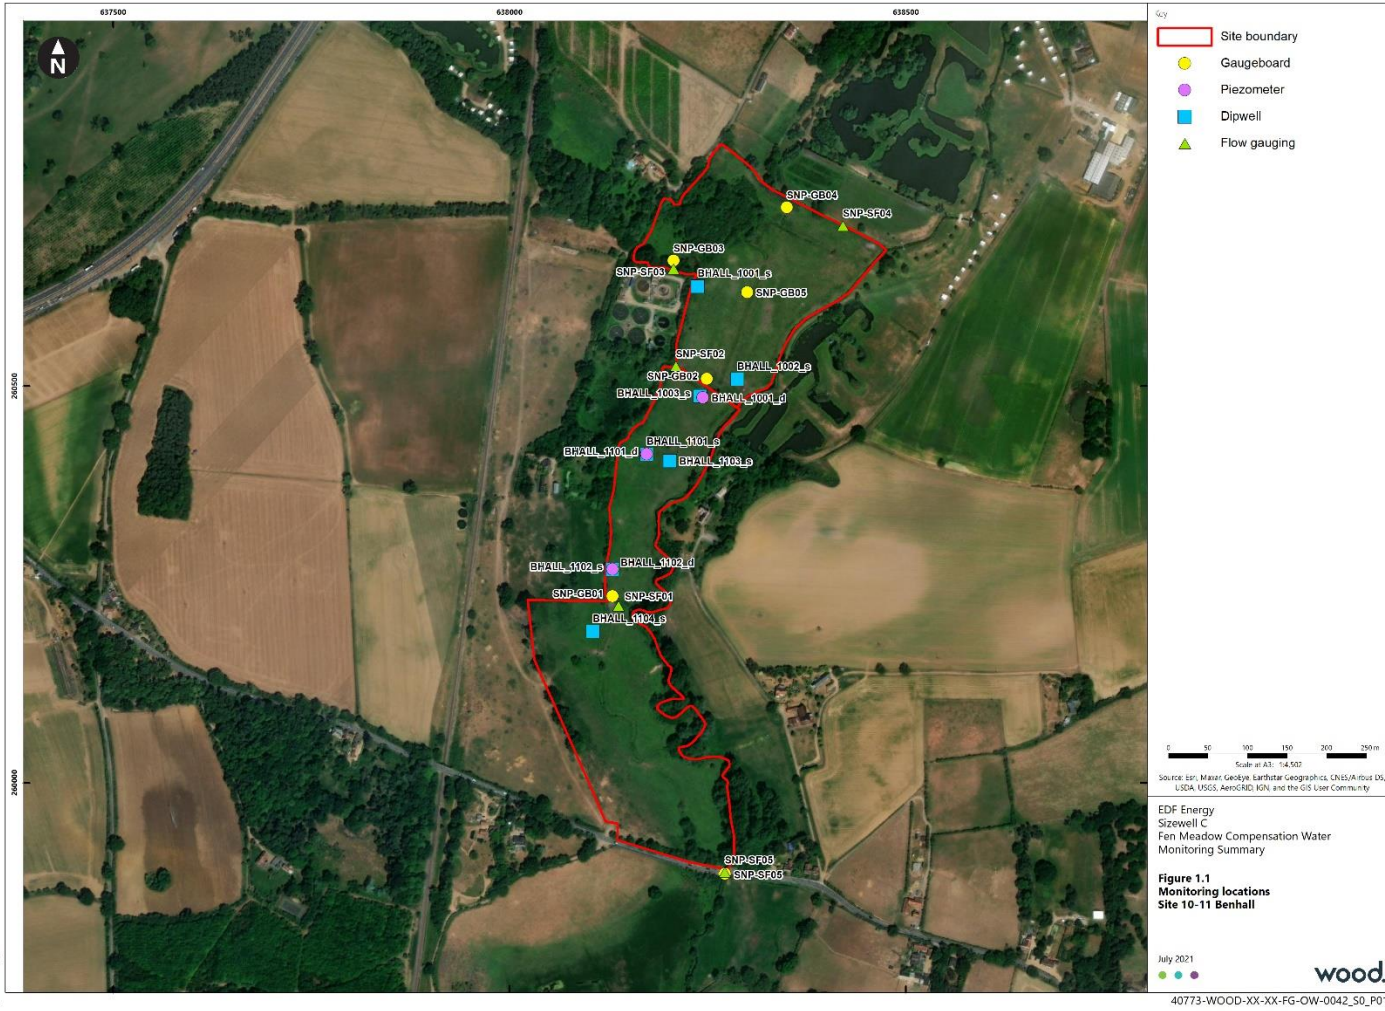 637500
638000
638500
N
SNP-GB04
SNP-SF04
SNP-GB03
SNP-SF03
BHALL_1001_s
SNP-GB05
SNP-SF02
BHALL_1002_s
SNP-GB02
BHALL_1003_s
BHALL_1001_d
260500
BHALL_1101_s
BHALL_1101_d
BHALL_1103_s
BHALL_1102_d
BHALL_1102_s
SNP-GB01
SNP-SF01
BHALL_1104_s
260000
SNP-SF05
SNP-SF05
Key
Site boundary
Gaugeboard
Piezometer
Dipwell
Flow gauging
0 50 100 150 200 250 m
Scale at A3: 1:4,502
Source: Esri, Maxar, GeoEye, Earthstar Geographics, CNES/Airbus DS,
USDA, USGS, AeroGRID, IGN, and the GIS User Community
EDF Energy
Sizewell C
Fen Meadow Compensation Water
Monitoring Summary
Figure 1.1
Monitoring locations
Site 10-11 Benhall
July 2021
wood.
40773-WOOD-XX-XX-FG-OW-0042_S0_P01